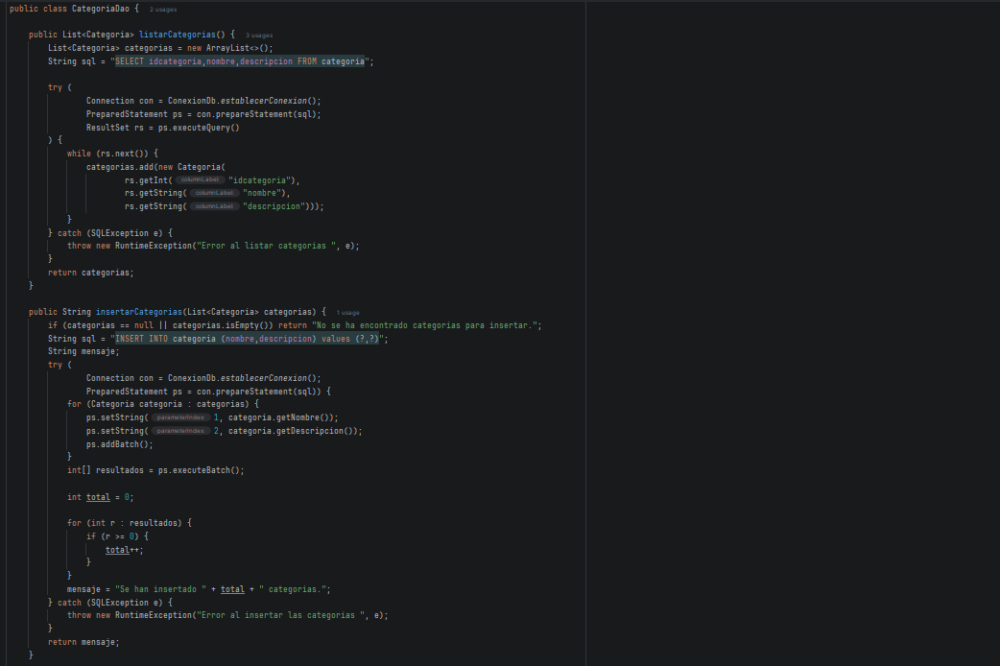 public class CategoriaDao { 2 usages
public List<Categoria> listarCategorias() { 3 usages
List<Categoria> categorias = new ArrayList<>();
String sql = "SELECT idcategoria,nombre,descripcion FROM categoria";
try (
Connection con = ConexionDb.establecerConexion();
PreparedStatement ps = con.prepareStatement(sql);
ResultSet rs = ps.executeQuery()
) {
while (rs.next()) {
categorias.add(new Categoria(
rs.getInt( columnLabel: "idcategoria"),
rs.getString( columnLabel: "nombre"),
rs.getString( columnLabel: "descripcion")));
}
} catch (SQLException e) {
throw new RuntimeException("Error al listar categorias ", e);
}
return categorias;
}
public String insertarCategorias(List<Categoria> categorias) { 1 usage
if (categorias == null || categorias.isEmpty()) return "No se ha encontrado categorias para insertar.";
String sql = "INSERT INTO categoria (nombre,descripcion) values (?,?)";
String mensaje;
try (
Connection con = ConexionDb.establecerConexion();
PreparedStatement ps = con.prepareStatement(sql)) {
for (Categoria categoria : categorias) {
ps.setString( parameterIndex: 1, categoria.getNombre());
ps.setString( parameterIndex: 2, categoria.getDescripcion());
ps.addBatch();
}
int[] resultados = ps.executeBatch();
int total = 0;
for (int r : resultados) {
if (r >= 0) {
total++;
}
}
mensaje = "Se han insertado " + total + " categorias.";
} catch (SQLException e) {
throw new RuntimeException("Error al insertar las categorias ", e);
}
return mensaje;
}